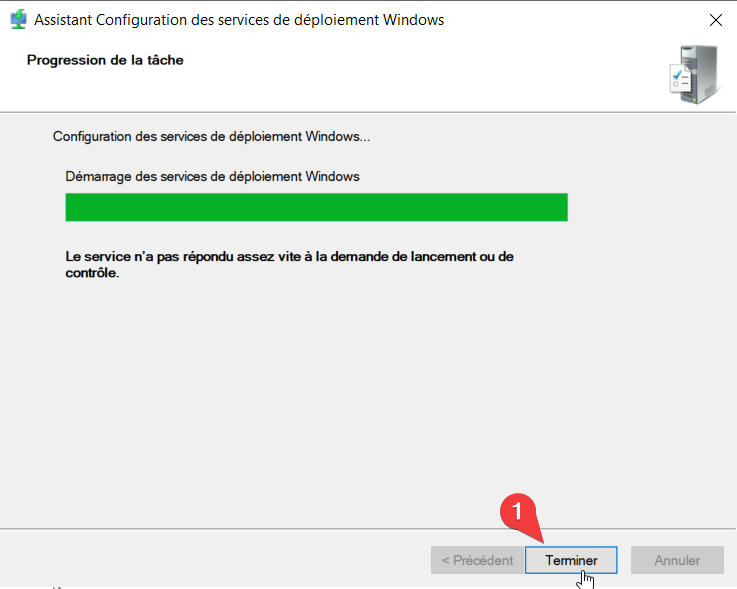 Assistant Configuration des services de déploiement Windows
Progression de la tâche
Configuration des services de déploiement Windows...
Démarrage des services de déploiement Windows
Le service n'a pas répondu assez vite à la demande de lancement ou de
contrôle.
1
< Précédent
Terminer
Annuler